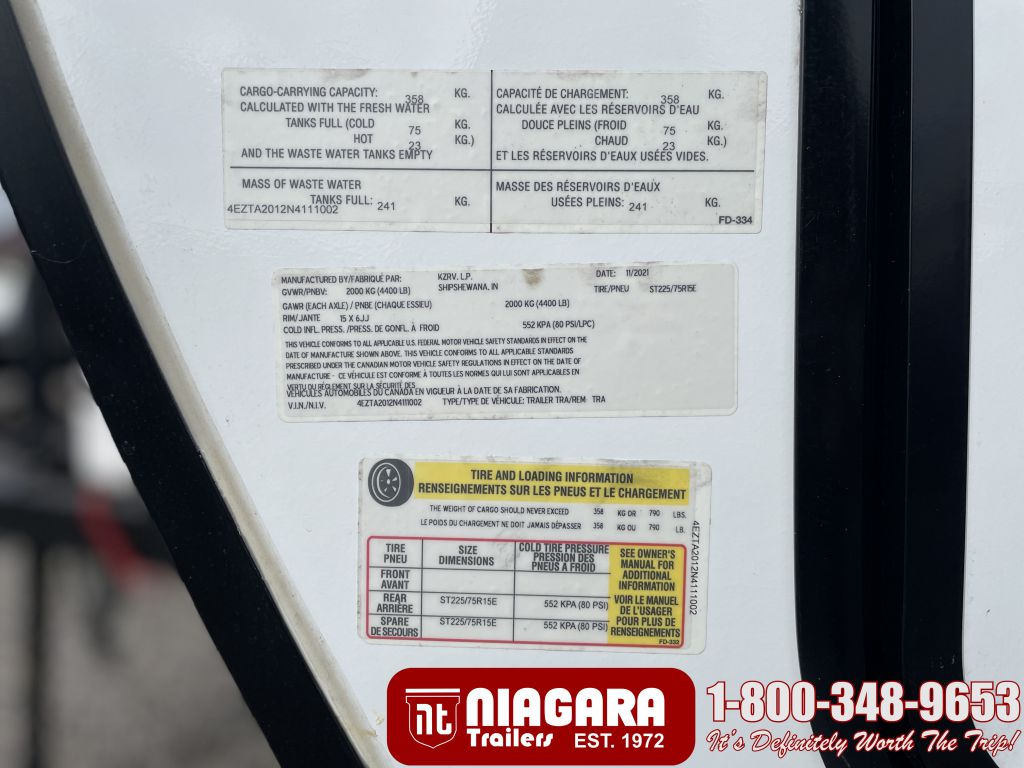 CARGO-CARRYING CAPACITY: 358 KG.
CALCULATED WITH THE FRESH WATER
TANKS FULL (COLD 75 KG.
HOT 23 KG.)
AND THE WASTE WATER TANKS EMPTY
MASS OF WASTE WATER
TANKS FULL: 241 KG.
4EZTA2012N4111002
CAPACITÉ DE CHARGEMENT: 358 KG.
CALCULÉE AVEC LES RÉSERVOIRS D'EAU
DOUCE PLEINS (FROID 75 KG.
CHAUD 23 KG.)
ET LES RÉSERVOIRS D'EAUX USÉES VIDES.
MASSE DES RÉSERVOIRS D'EAUX
USÉES PLEINS: 241 KG.
FD-334
MANUFACTURED BY/FABRIQUÉ PAR: KZRV, L.P. DATE: 11/2021
GVWR/PNBV: 2000 KG (4400 LB) SHIPSHEWANA, IN TIRE/PNEU ST225/75R15E
GAWR (EACH AXLE) / PNBE (CHAQUE ESSIEU) 2000 KG (4400 LB)
RIM/JANTE 15 X 6JJ
COLD INFL. PRESS. /PRESS. DE GONFL. À FROID 552 KPA (80 PSI/LPC)
THIS VEHICLE CONFORMS TO ALL APPLICABLE U.S. FEDERAL MOTOR VEHICLE SAFETY STANDARDS IN EFFECT ON THE
DATE OF MANUFACTURE SHOWN ABOVE. THIS VEHICLE CONFORMS TO ALL APPLICABLE STANDARDS
PRESCRIBED UNDER THE CANADIAN MOTOR VEHICLE SAFETY REGULATIONS IN EFFECT ON THE DATE OF
MANUFACTURE - CE VÉHICULE EST CONFORME À TOUTES LES NORMES QUI LUI SONT APPLICABLES EN
VERTU DU RÈGLEMENT SUR LA SÉCURITÉ DES
VÉHICULES AUTOMOBILES DU CANADA EN VIGUEUR À LA DATE DE SA FABRICATION.
V.I.N./N.I.V. 4EZTA2012N4111002 TYPE/TYPE DE VÉHICULE: TRAILER TRA/REM TRA
TIRE AND LOADING INFORMATION
RENSEIGNEMENTS SUR LES PNEUS ET LE CHARGEMENT
THE WEIGHT OF CARGO SHOULD NEVER EXCEED 358 KG OR 790 LBS.
LE POIDS DU CHARGEMENT NE DOIT JAMAIS DÉPASSER 358 KG OU 790 LB.
TIRE
PNEU
SIZE
DIMENSIONS
COLD TIRE PRESSURE
PRESSION DES
PNEUS A FROID
FRONT
AVANT
REAR
ARRIÈRE
ST225/75R15E
552 KPA (80 PSI)
SPARE
DE SECOURS
ST225/75R15E
552 KPA (80 PSI)
SEE OWNER'S
MANUAL FOR
ADDITIONAL
INFORMATION
VOIR LE MANUEL
DE L'USAGER
POUR PLUS DE
RENSEIGNEMENTS
FD-332
4EZTA2012N4111002
nt NIAGARA
Trailers EST. 1972
1-800-348-9653
It's Definitely Worth The Trip!